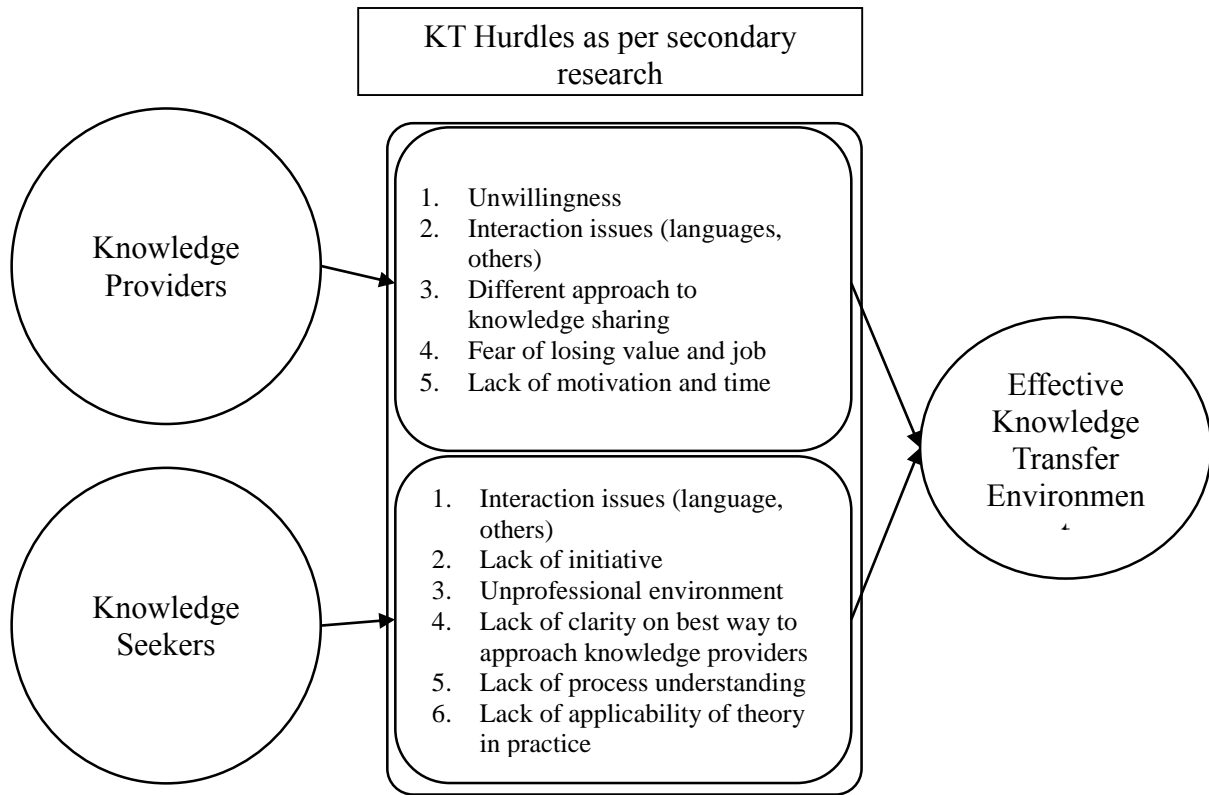 KT Hurdles as per secondary
research
Knowledge
Providers
1. Unwillingness
2. Interaction issues (languages,
others)
3. Different approach to
knowledge sharing
4. Fear of losing value and job
5. Lack of motivation and time
Knowledge
Seekers
1. Interaction issues (language,
others)
2. Lack of initiative
3. Unprofessional environment
4. Lack of clarity on best way to
approach knowledge providers
5. Lack of process understanding
6. Lack of applicability of theory
in practice
Effective
Knowledge
Transfer
Environmen
t